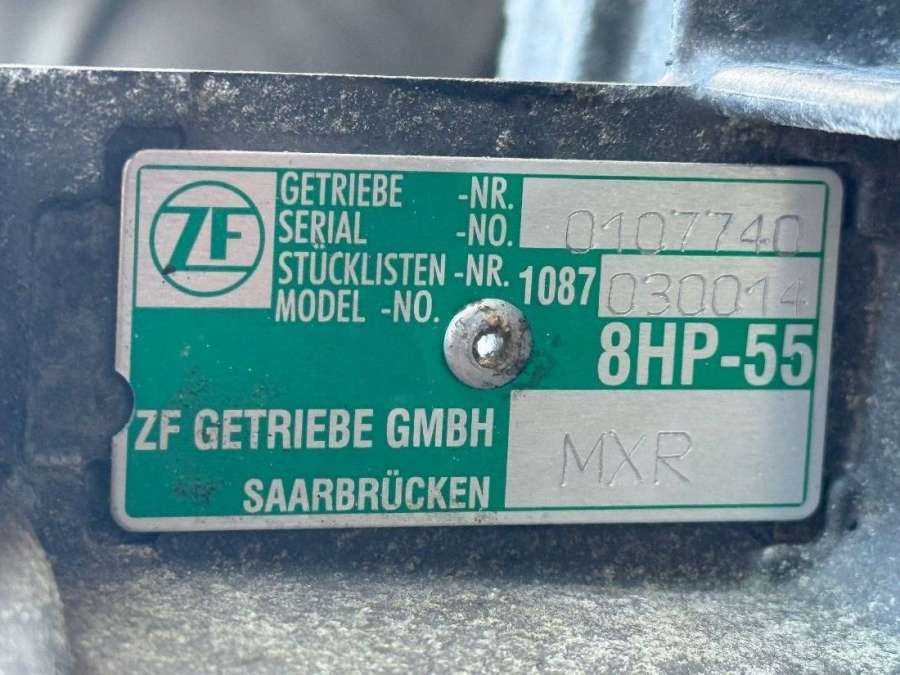 ZF
GETRIEBE -NR.
SERIAL -NO. 0107740
STÜCKLISTEN -NR. 1087 030014
MODEL -NO.
8HP-55
ZF GETRIEBE GMBH
MXR
SAARBRÜCKEN